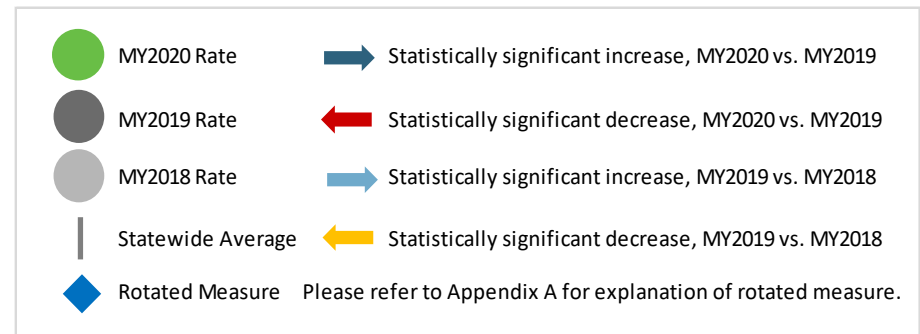 MY2020 Rate Statistically significant increase, MY2020 vs. MY2019
MY2019 Rate Statistically significant decrease, MY2020 vs. MY2019
MY2018 Rate Statistically significant increase, MY2019 vs. MY2018
Statewide Average Statistically significant decrease, MY2019 vs. MY2018
Rotated Measure Please refer to Appendix A for explanation of rotated measure.